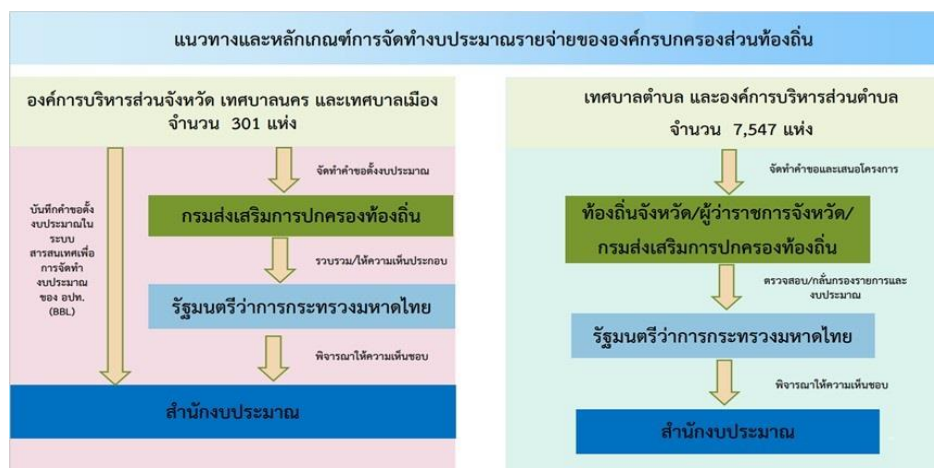 แนวทางและหลักเกณฑ์การจัดทำงบประมาณรายจ่ายขององค์กรปกครองส่วนท้องถิ่น
องค์การบริหารส่วนจังหวัด เทศบาลนคร และเทศบาลเมือง
จำนวน 301 แห่ง
จัดทำคำขอตั้งงบประมาณ
กรมส่งเสริมการปกครองท้องถิ่น
บันทึกคำขอตั้ง
งบประมาณใน
ระบบ
สารสนเทศเพื่อ
การจัดทำ
งบประมาณ
ของ อปท.
(BBL)
รวบรวม/ให้ความเห็นประกอบ
รัฐมนตรีว่าการกระทรวงมหาดไทย
พิจารณาให้ความเห็นชอบ
สำนักงบประมาณ
เทศบาลตำบล และองค์การบริหารส่วนตำบล
จำนวน 7,547 แห่ง
จัดทำคำขอและเสนอโครงการ
ท้องถิ่นจังหวัด/ผู้ว่าราชการจังหวัด/
กรมส่งเสริมการปกครองท้องถิ่น
ตรวจสอบ/กลั่นกรองรายการและ
งบประมาณ
รัฐมนตรีว่าการกระทรวงมหาดไทย
พิจารณาให้ความเห็นชอบ
สำนักงบประมาณ